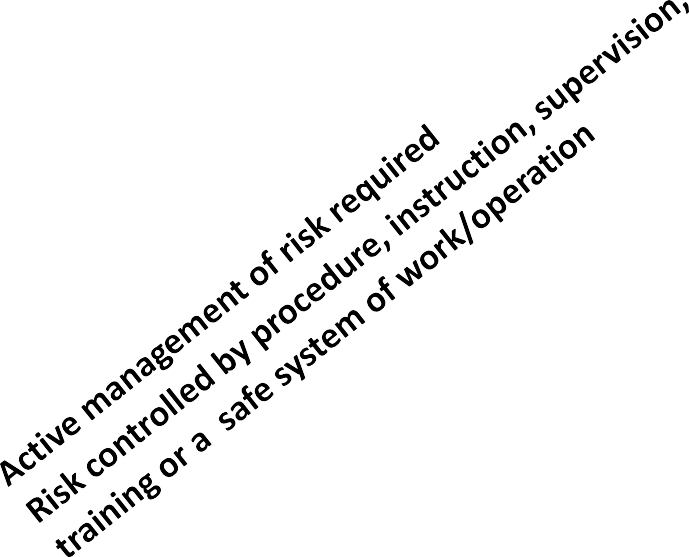 Active management of risk required
Risk controlled by procedure, instruction, supervision,
training or a  safe system of work/operation